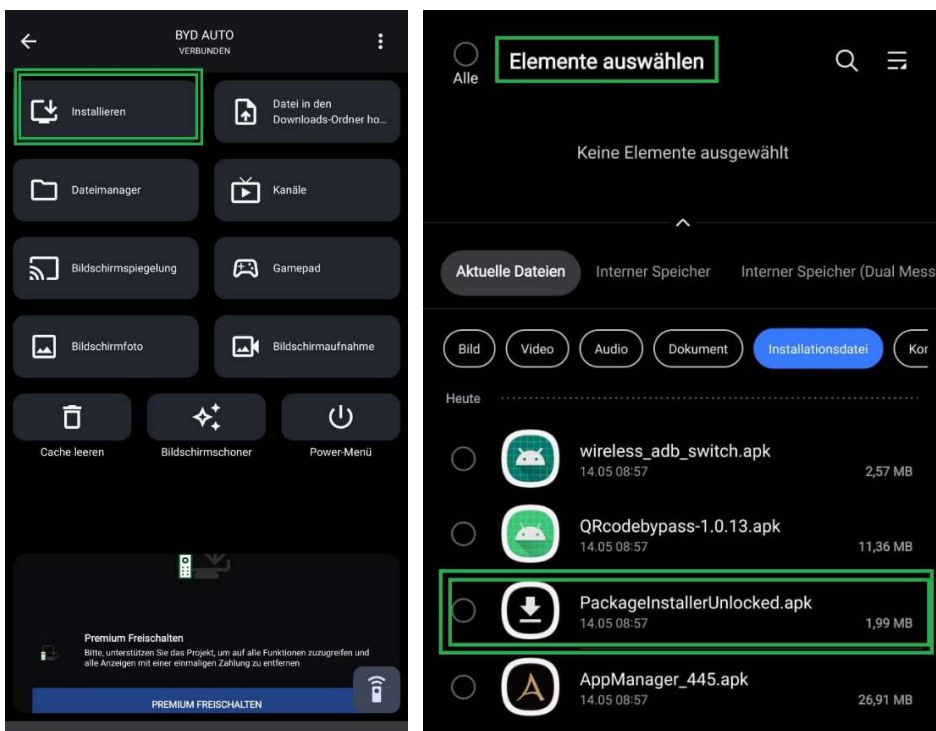 BYD AUTO
VERBUNDEN
Installieren
Datei in den
Downloads-Ordner ho...
Dateimanager
Kanäle
Bildschirmspiegelung
Gamepad
Bildschirmfoto
Bildschirmaufnahme
Cache leeren
Bildschirmschoner
Power-Menü
Premium Freischalten
Bitte, unterstützen Sie das Projekt, um auf alle Funktionen zuzugreifen und
alle Anzeigen mit einer einmaligen Zahlung zu entfernen
PREMIUM FREISCHALTEN
Alle
Elemente auswählen
Keine Elemente ausgewählt
Aktuelle Dateien
Interner Speicher
Interner Speicher (Dual Mess
Bild
Video
Audio
Dokument
Installationsdatei
Kor
Heute
wireless_adb_switch.apk
14.05 08:57
2,57 MB
QRcodebypass-1.0.13.apk
14.05 08:57
11,36 MB
PackageInstallerUnlocked.apk
14.05 08:57
1,99 MB
AppManager_445.apk
14.05 08:57
26,91 MB